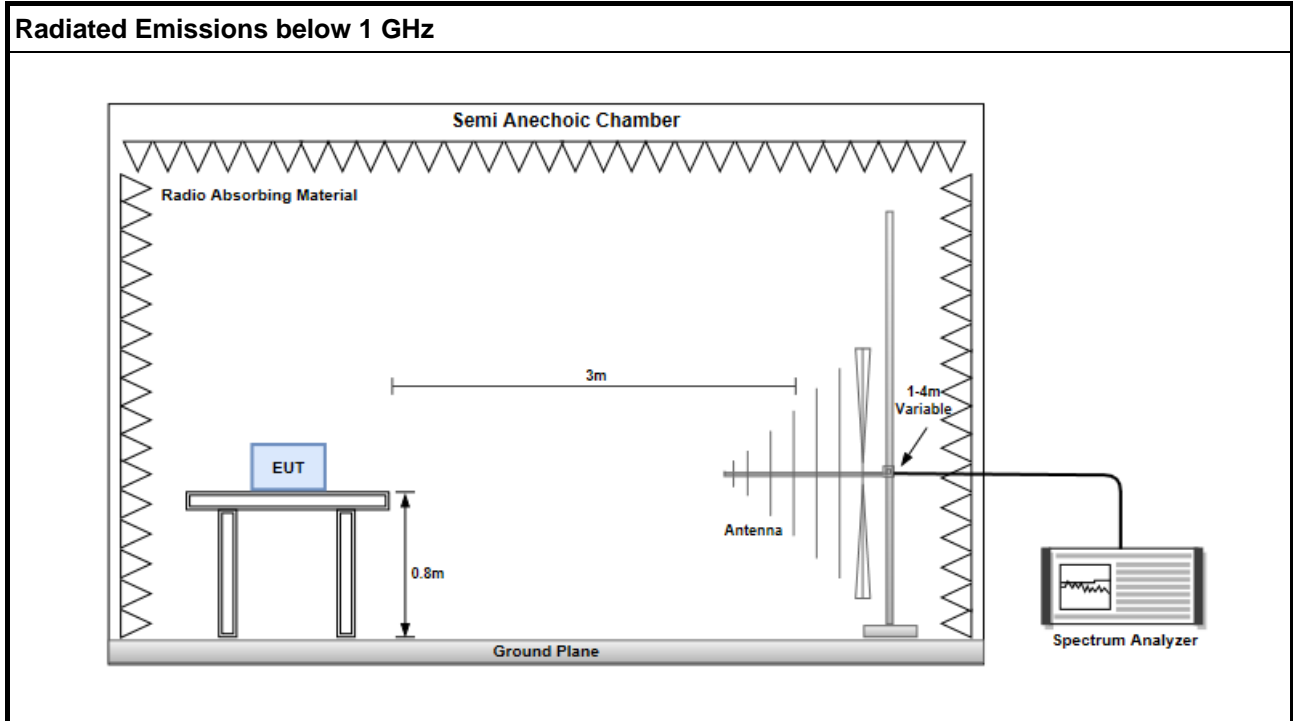 Radiated Emissions below 1 GHz
Semi Anechoic Chamber
Radio Absorbing Material
3m
1-4m
Variable
EUT
Antenna
0.8m
Ground Plane
Spectrum Analyzer